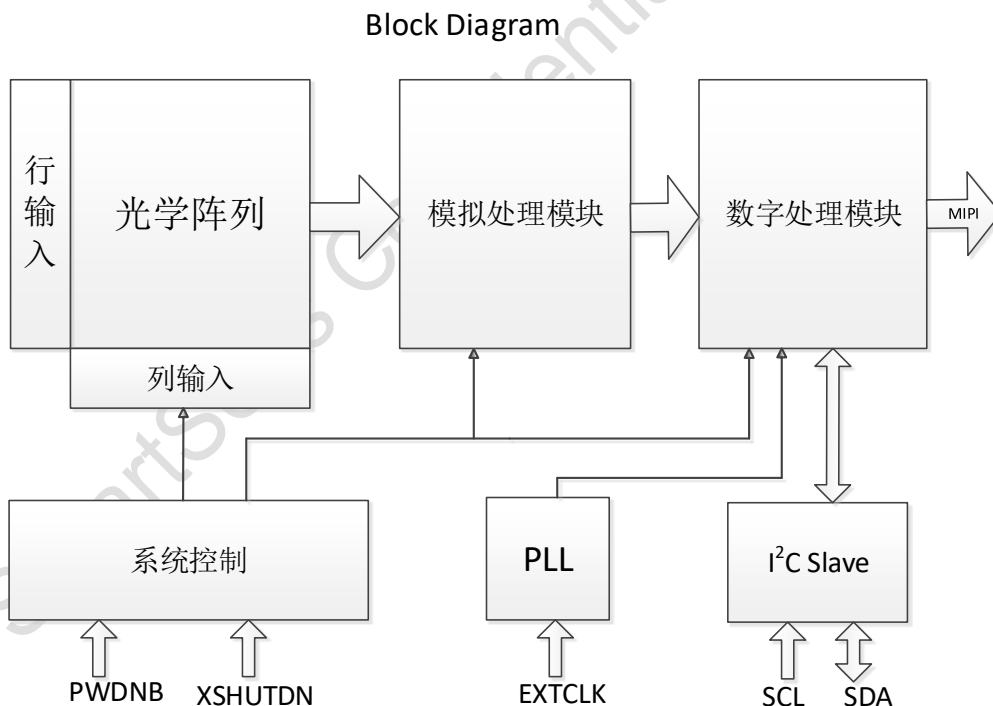 Block Diagram
行输入
光学阵列
模拟处理模块
数字处理模块
MIPI
列输入
系统控制
PLL
I²C Slave
PWDNB
XSHUTDN
EXTCLK
SCL
SDA